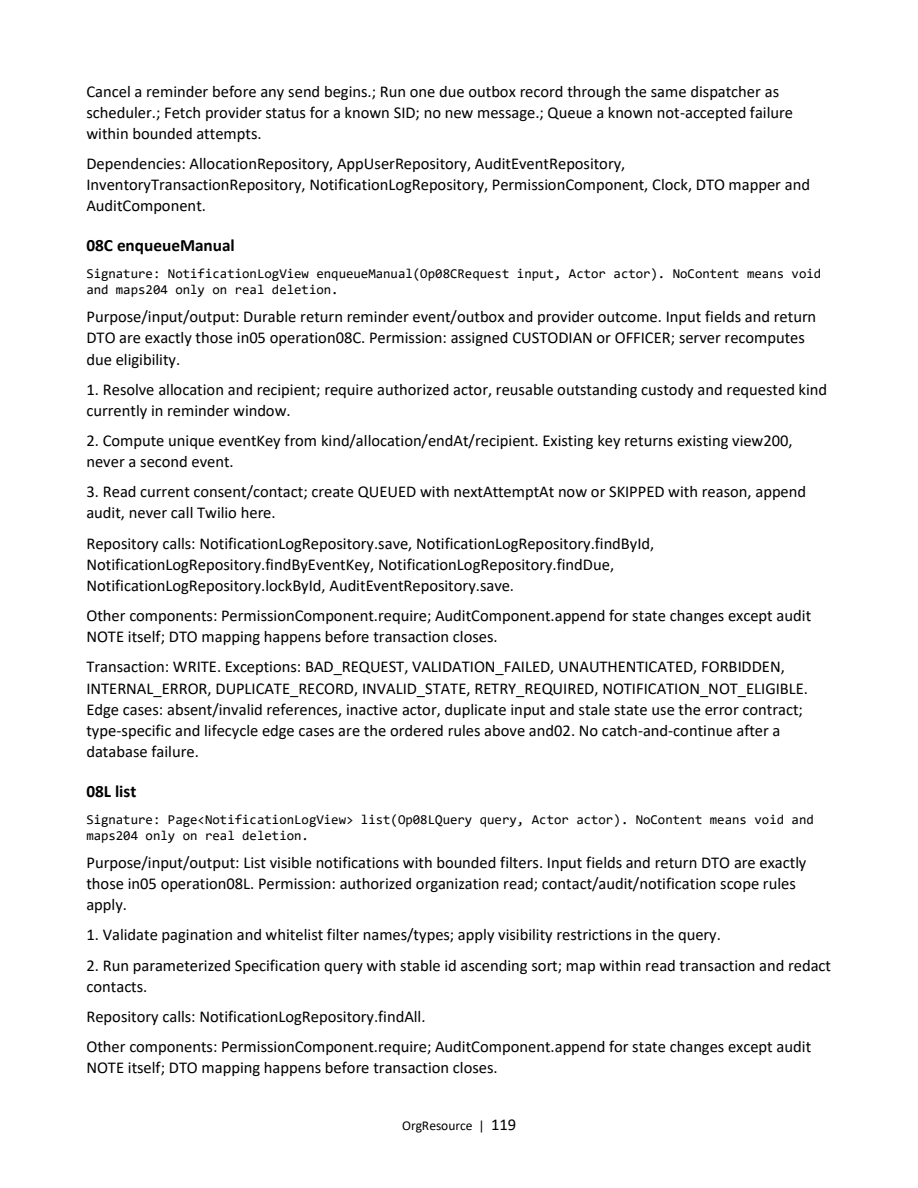 Cancel a reminder before any send begins.; Run one due outbox record through the same dispatcher as
scheduler.; Fetch provider status for a known SID; no new message.; Queue a known not-accepted failure
within bounded attempts.
Dependencies: AllocationRepository, AppUserRepository, AuditEventRepository,
InventoryTransactionRepository, NotificationLogRepository, PermissionComponent, Clock, DTO mapper and
AuditComponent.
08C enqueueManual
Signature: NotificationLogView enqueueManual(Op08CRequest input, Actor actor). NoContent means void
and maps204 only on real deletion.
Purpose/input/output: Durable return reminder event/outbox and provider outcome. Input fields and return
DTO are exactly those in05 operation08C. Permission: assigned CUSTODIAN or OFFICER; server recomputes
due eligibility.
1. Resolve allocation and recipient; require authorized actor, reusable outstanding custody and requested kind
currently in reminder window.
2. Compute unique eventKey from kind/allocation/endAt/recipient. Existing key returns existing view200,
never a second event.
3. Read current consent/contact; create QUEUED with nextAttemptAt now or SKIPPED with reason, append
audit, never call Twilio here.
Repository calls: NotificationLogRepository.save, NotificationLogRepository.findById,
NotificationLogRepository.findByEventKey, NotificationLogRepository.findDue,
NotificationLogRepository.lockById, AuditEventRepository.save.
Other components: PermissionComponent.require; AuditComponent.append for state changes except audit
NOTE itself; DTO mapping happens before transaction closes.
Transaction: WRITE. Exceptions: BAD_REQUEST, VALIDATION_FAILED, UNAUTHENTICATED, FORBIDDEN,
INTERNAL_ERROR, DUPLICATE_RECORD, INVALID_STATE, RETRY_REQUIRED, NOTIFICATION_NOT_ELIGIBLE.
Edge cases: absent/invalid references, inactive actor, duplicate input and stale state use the error contract;
type-specific and lifecycle edge cases are the ordered rules above and02. No catch-and-continue after a
database failure.
08L list
Signature: Page<NotificationLogView> list(Op08LQuery query, Actor actor). NoContent means void and
maps204 only on real deletion.
Purpose/input/output: List visible notifications with bounded filters. Input fields and return DTO are exactly
those in05 operation08L. Permission: authorized organization read; contact/audit/notification scope rules
apply.
1. Validate pagination and whitelist filter names/types; apply visibility restrictions in the query.
2. Run parameterized Specification query with stable id ascending sort; map within read transaction and redact
contacts.
Repository calls: NotificationLogRepository.findAll.
Other components: PermissionComponent.require; AuditComponent.append for state changes except audit
NOTE itself; DTO mapping happens before transaction closes.
OrgResource | 119